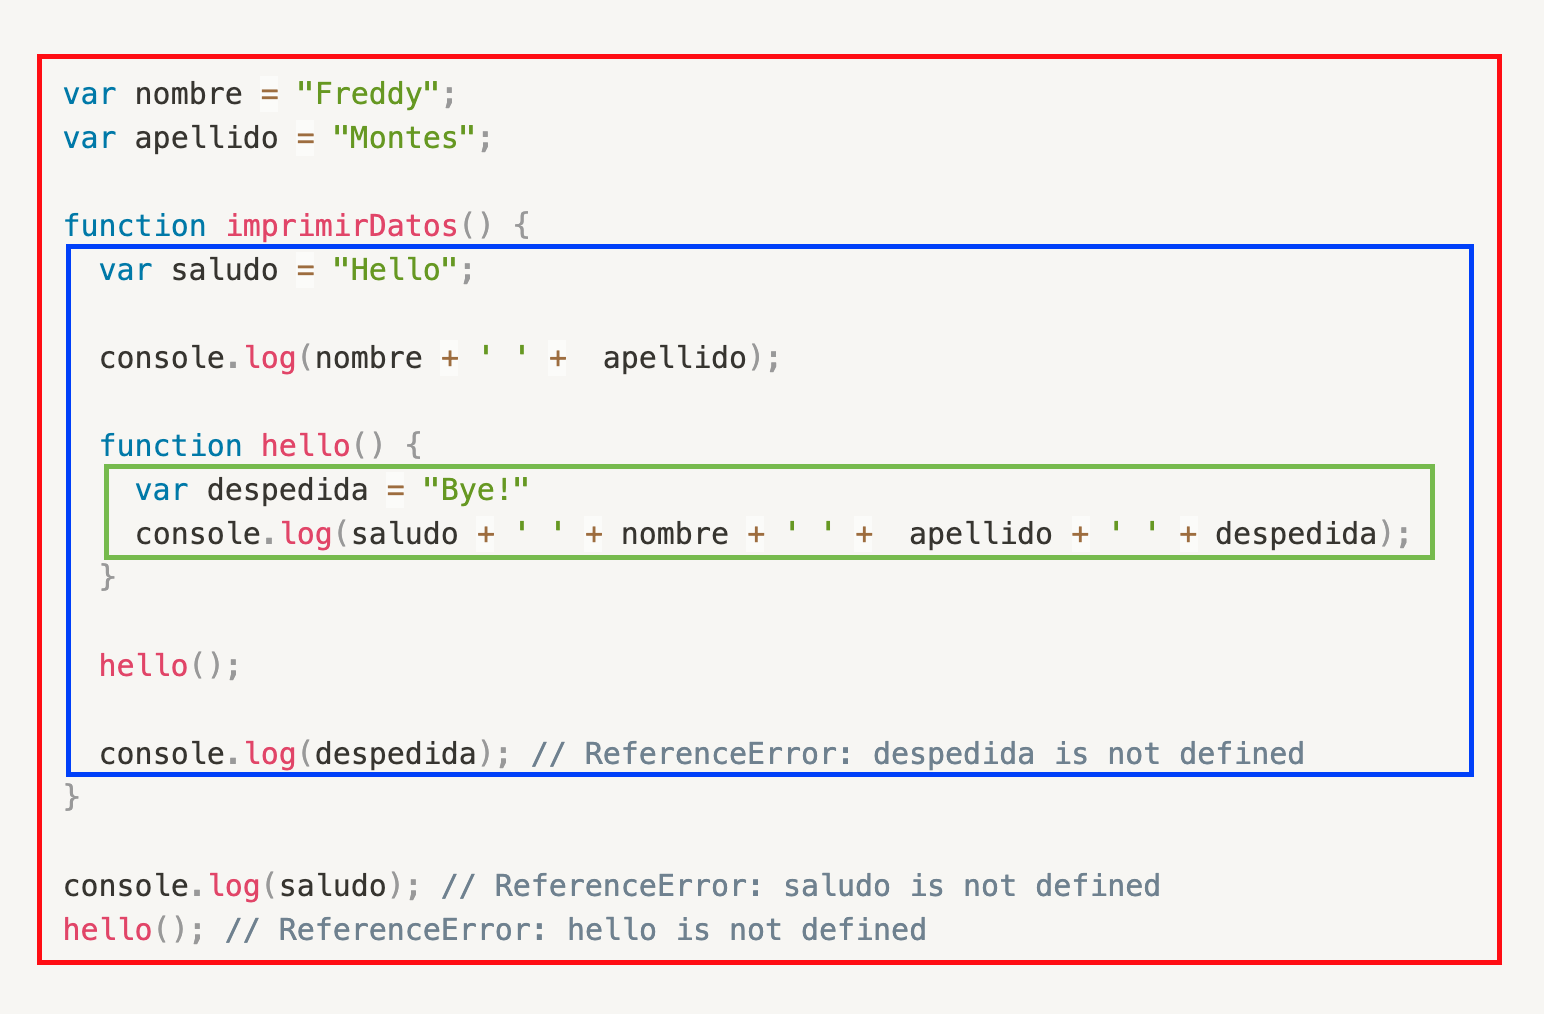 var nombre = "Freddy";
var apellido = "Montes";
function imprimirDatos() {
var saludo = "Hello";
console.log(nombre + ' ' +  apellido);
function hello() {
var despedida = "Bye!"
console.log(saludo + ' ' + nombre + ' ' +  apellido + ' ' + despedida);
}
hello();
console.log(despedida); // ReferenceError: despedida is not defined
}
console.log(saludo); // ReferenceError: saludo is not defined
hello(); // ReferenceError: hello is not defined